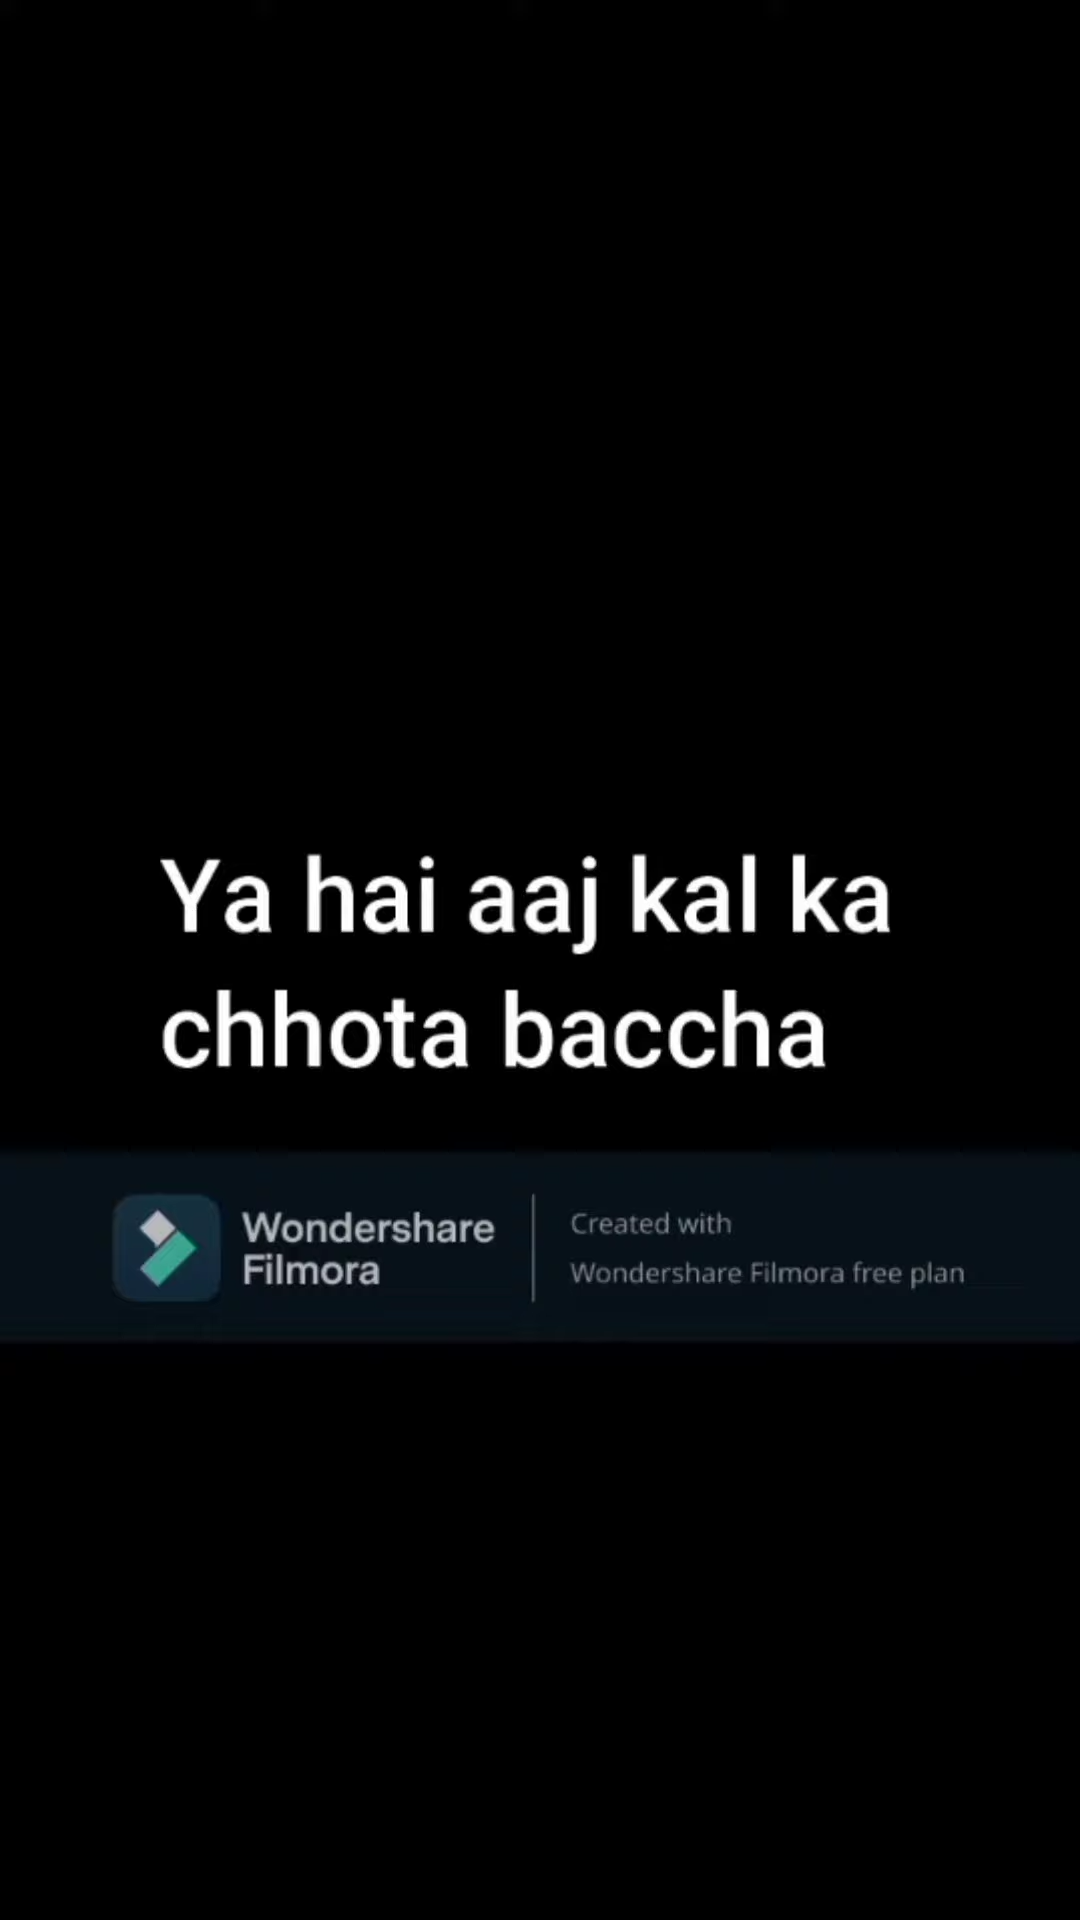 Ya hai aaj kal ka
chhota baccha
Wondershare
Filmora
Created with
Wondershare Filmora free plan